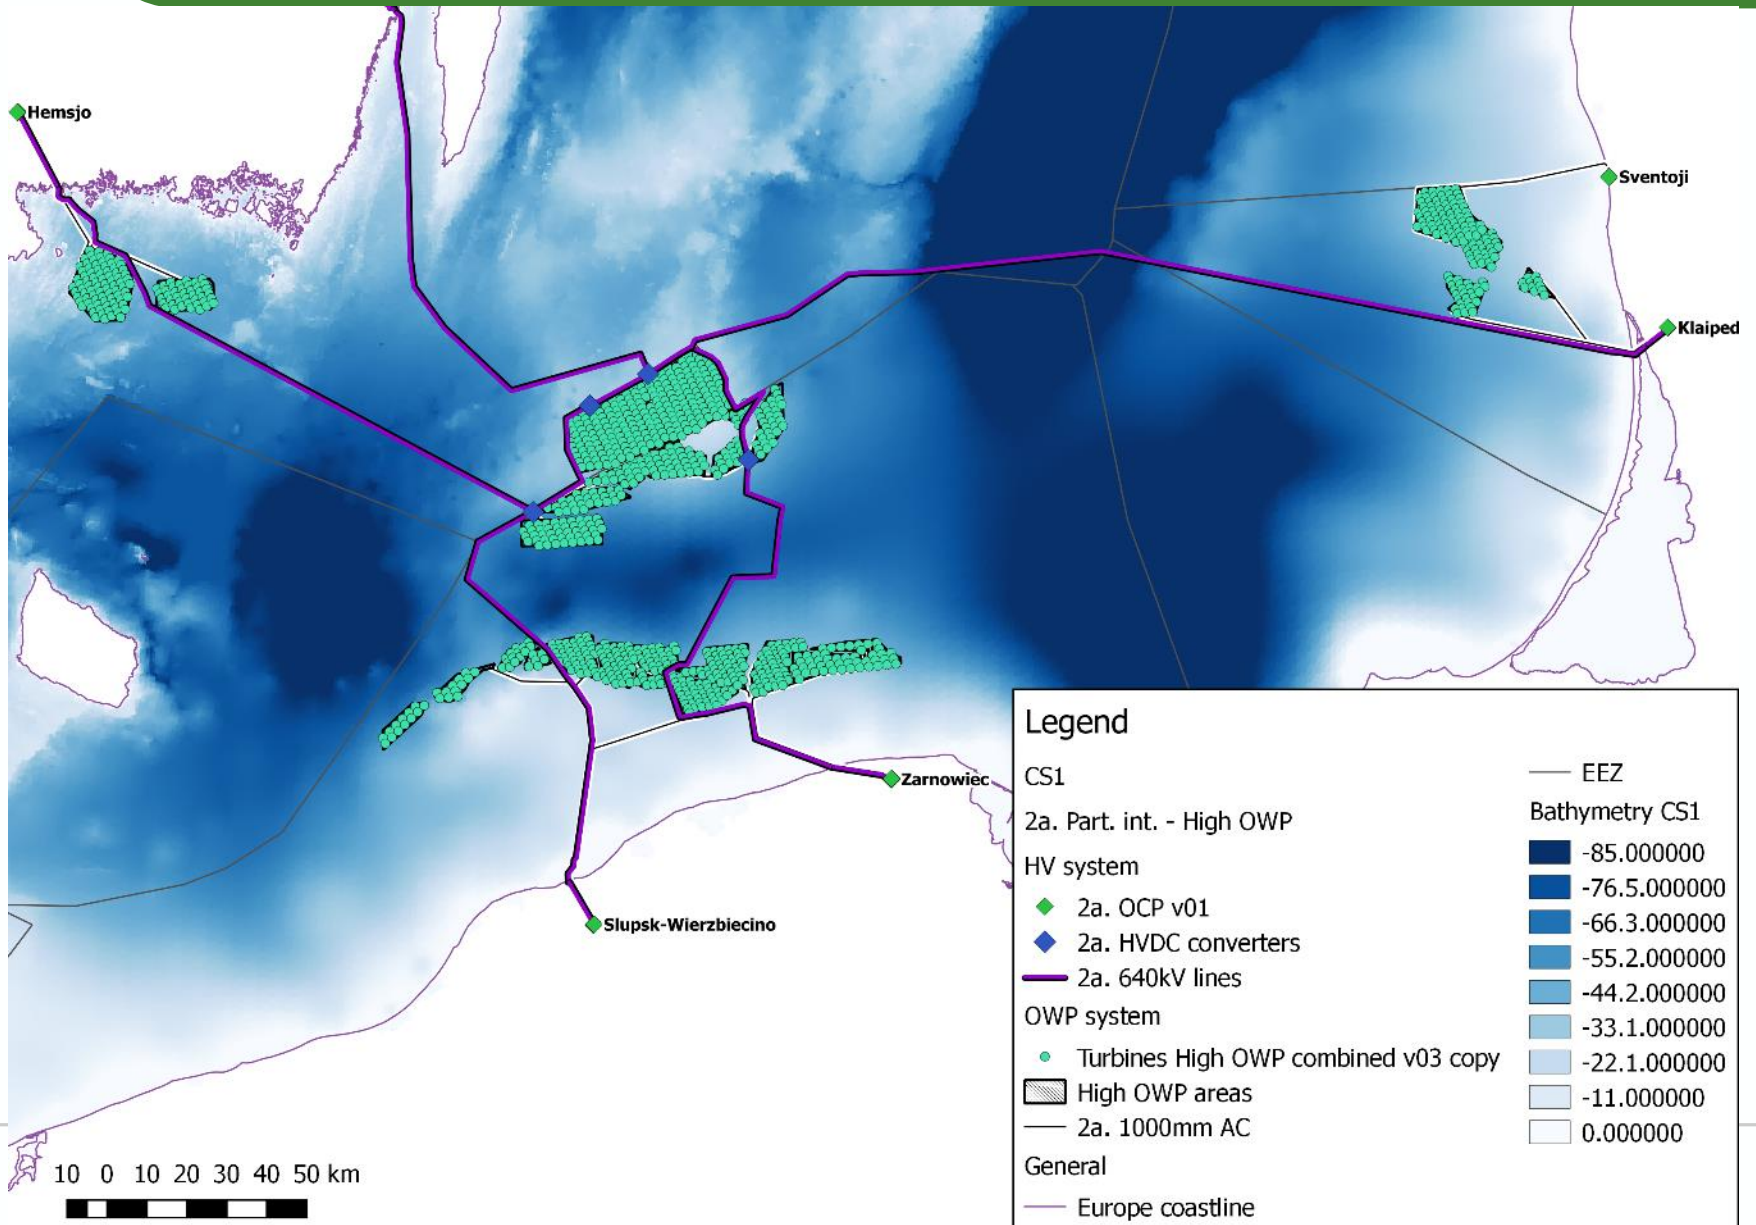 Hemsjo
Sventoji
Klaiped
Zarnowiec
Slupsk-Wierzbiecino
Legend
CS1
2a. Part. int. - High OWP
HV system
2a. OCP v01
2a. HVDC converters
2a. 640kV lines
OWP system
Turbines High OWP combined v03 copy
High OWP areas
2a. 1000mm AC
General
Europe coastline
EEZ
Bathymetry CS1
-85.000000
-76.5.000000
-66.3.000000
-55.2.000000
-44.2.000000
-33.1.000000
-22.1.000000
-11.000000
0.000000
10 0 10 20 30 40 50 km